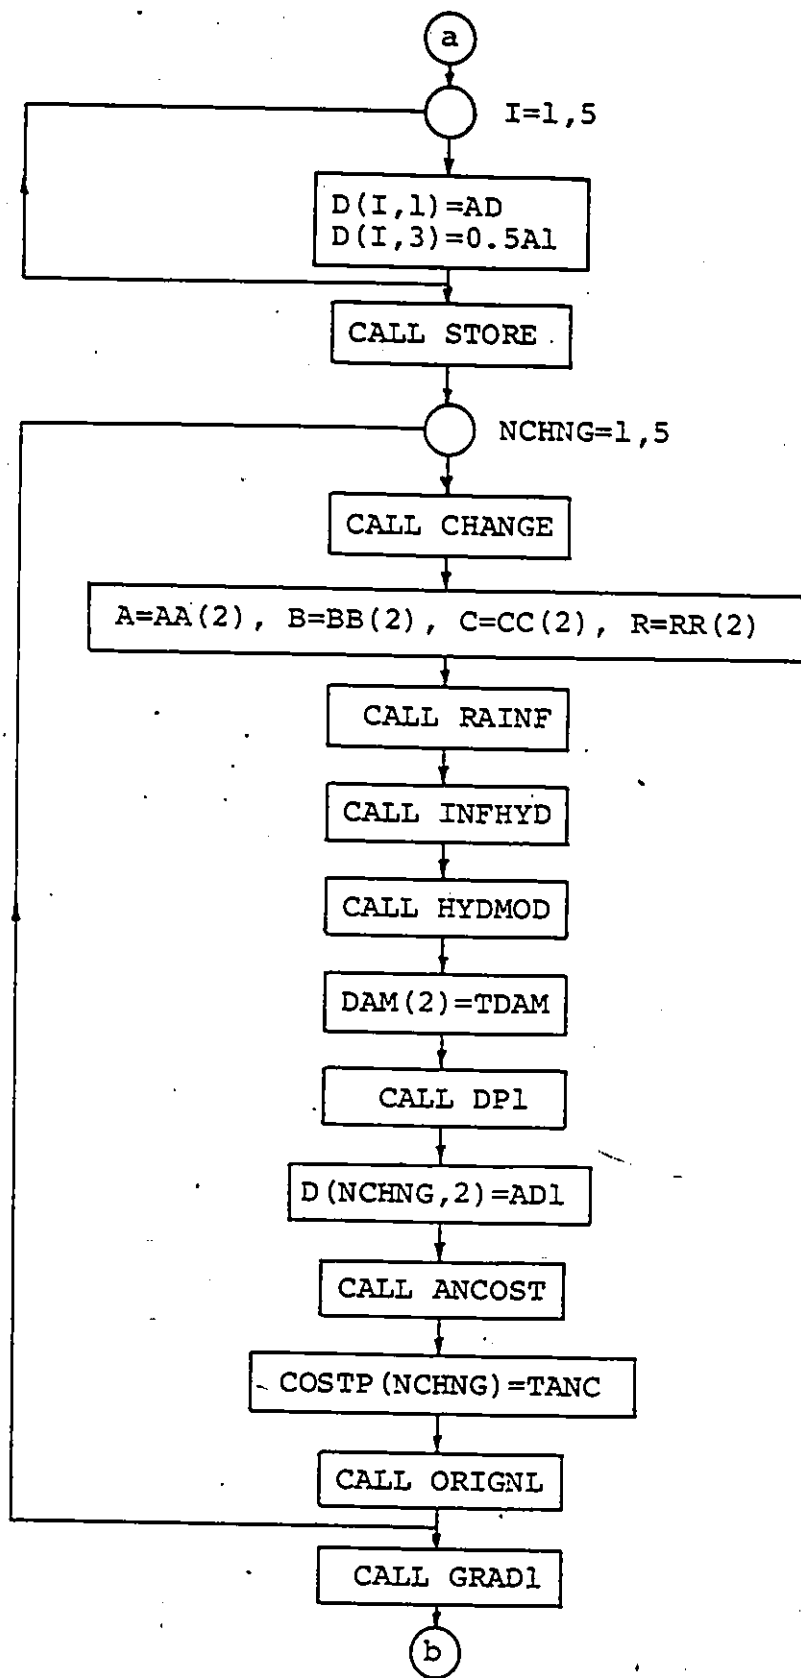 a
I=1,5
D(I,1)=AD
D(I,3)=0.5A1
CALL STORE
NCHNG=1,5
CALL CHANGE
A=AA(2), B=BB(2), C=CC(2), R=RR(2)
CALL RAINF
CALL INFHYD
CALL HYDMOD
DAM(2)=TDAM
CALL DP1
D(NCHNG,2)=AD1
CALL ANCOST
COSTP(NCHNG)=TANC
CALL ORIGNL
CALL GRAD1
b